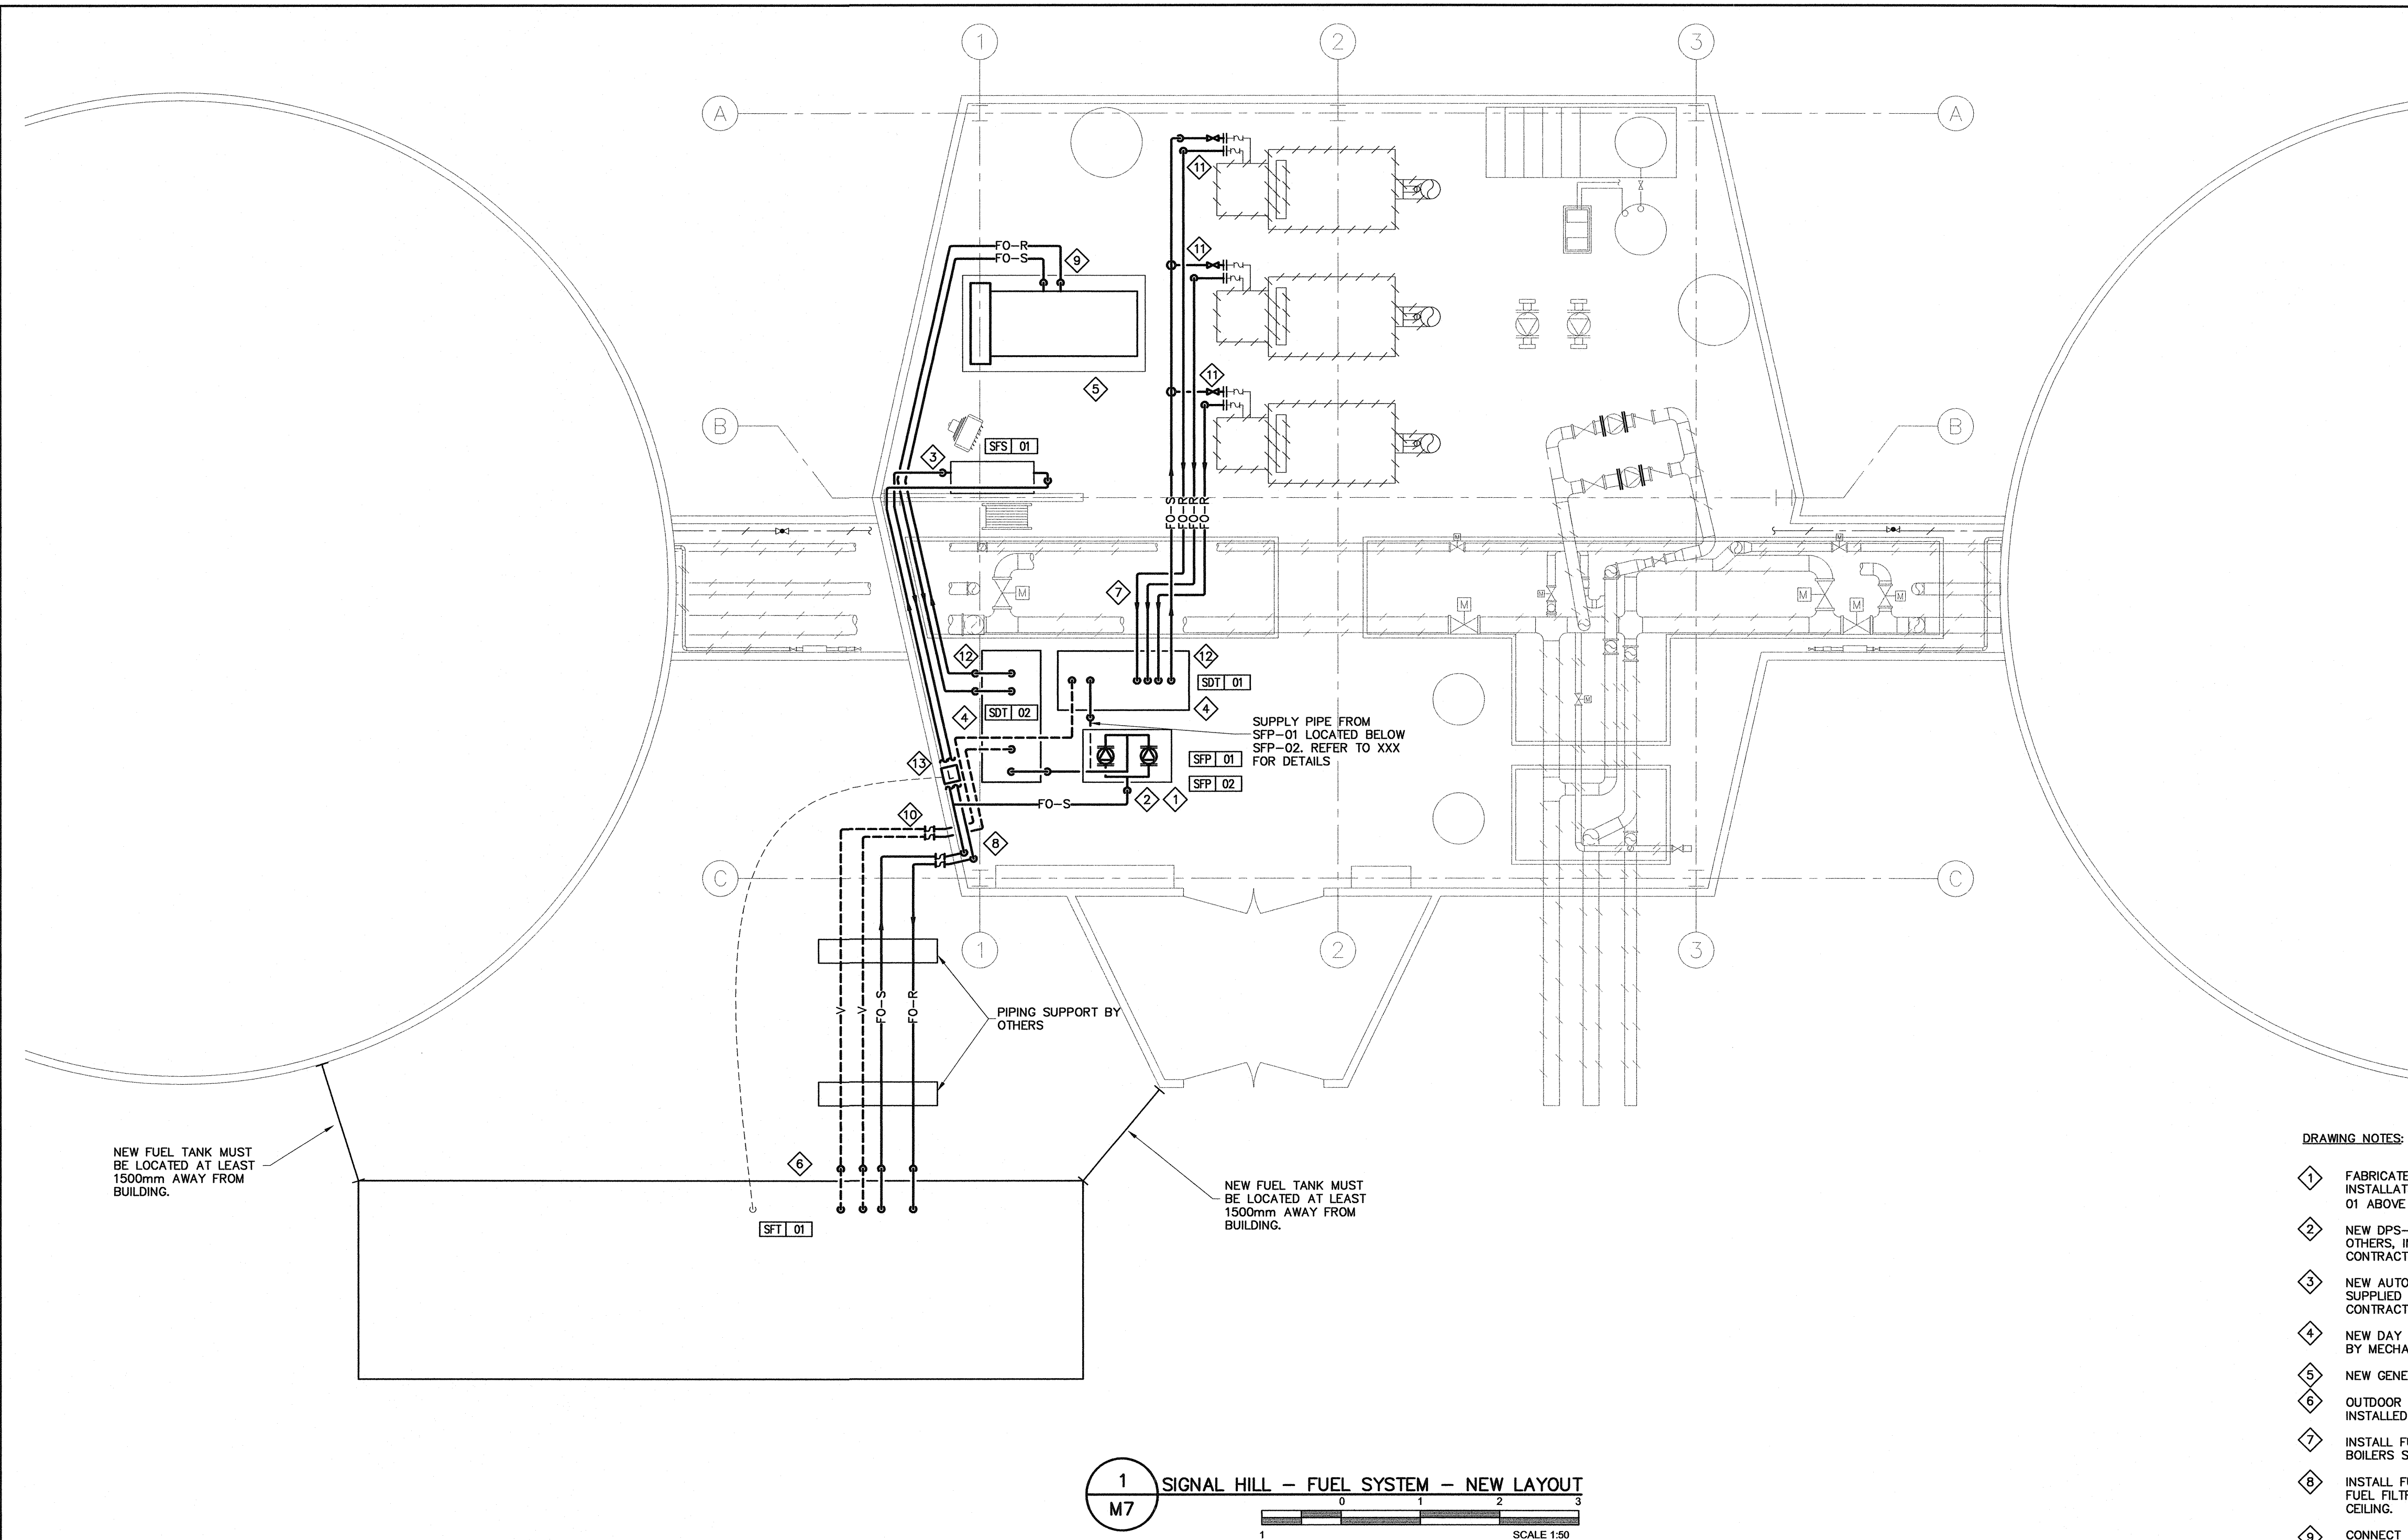 1
2
3
A
A
11
FO-R
FO-S
9
11
5
11
B
B
SFS 01
3
FO-S
FO-R
FO-R
FO-R
M
M
M
M
M
M
M
M
M
7
12
12
SDT 01
4
SDT 02
4
SUPPLY PIPE FROM
SFP-01 LOCATED BELOW
SFP-02. REFER TO XXX
FOR DETAILS
13
L
SFP 01
SFP 02
FO-S
2
1
10
8
C
C
1
2
3
V
V
FO-S
FO-R
PIPING SUPPORT BY
OTHERS
NEW FUEL TANK MUST
BE LOCATED AT LEAST
1500mm AWAY FROM
BUILDING.
6
SFT 01
NEW FUEL TANK MUST
BE LOCATED AT LEAST
1500mm AWAY FROM
BUILDING.
DRAWING NOTES:
1 FABRICATE
INSTALLAT
01 ABOVE
2 NEW DPS-
OTHERS, I
CONTRACT
3 NEW AUTO
SUPPLIED
CONTRACT
4 NEW DAY
BY MECHA
5 NEW GENE
6 OUTDOOR
INSTALLED
7 INSTALL FU
BOILERS S
8 INSTALL FU
FUEL FILTR
CEILING.
9 CONNECT
1
M7
SIGNAL HILL - FUEL SYSTEM - NEW LAYOUT
0 1 2 3
1 SCALE 1:50